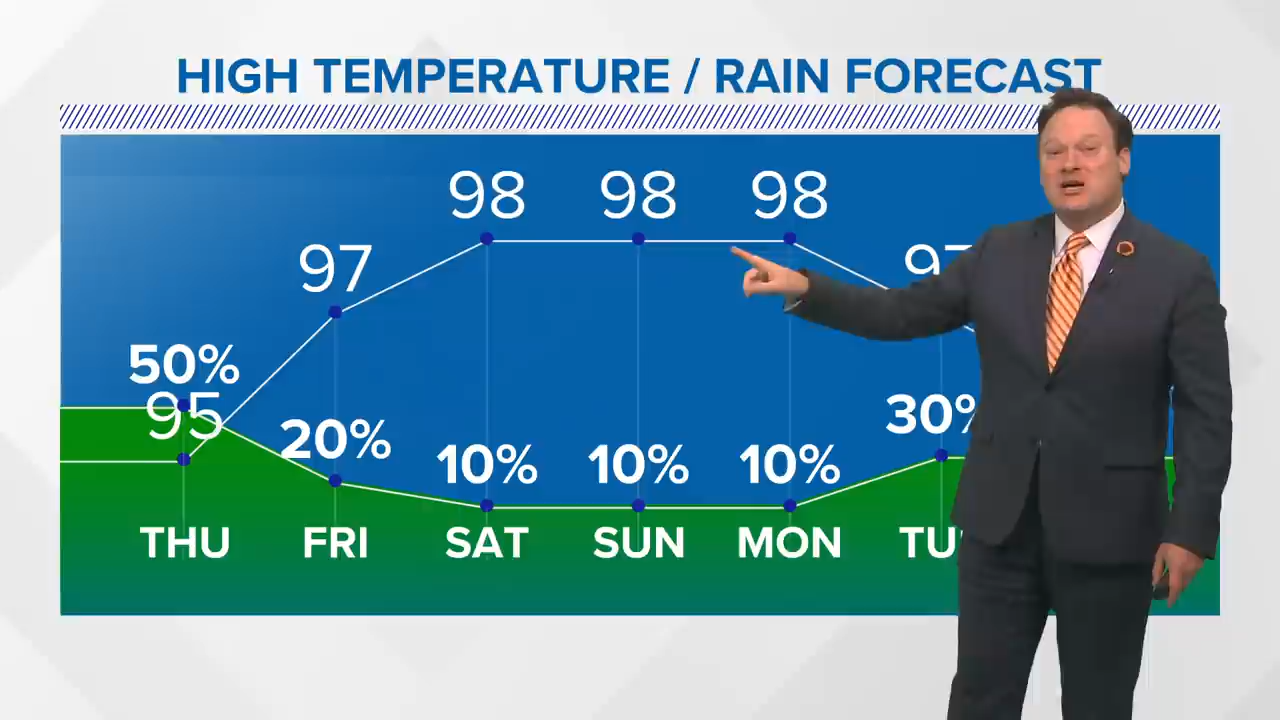 HIGH TEMPERATURE / RAIN FORECAST
98 98 98
97 97
50%
95
20% 10% 10% 10% 30%
THU FRI SAT SUN MON